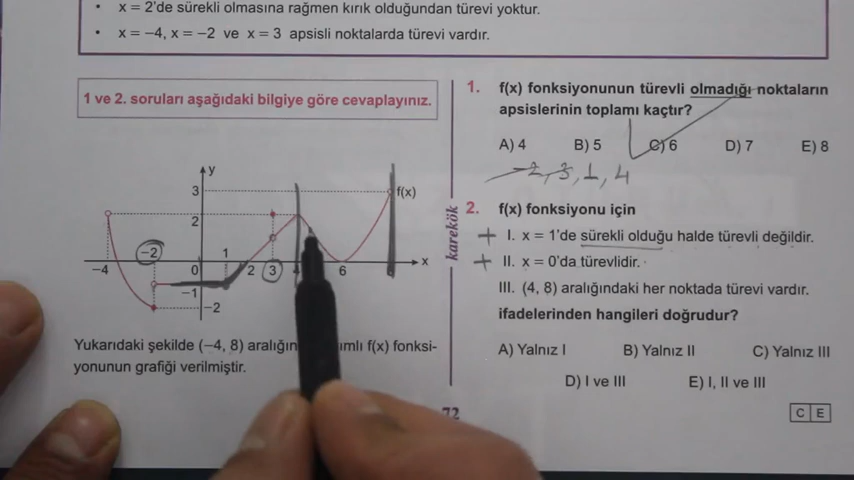 • x = 2'de sürekli olmasına rağmen kırık olduğundan türevi yoktur.
• x = −4, x = −2 ve x = 3 apsisli noktalarda türevi vardır.
1 ve 2. soruları aşağıdaki bilgiye göre cevaplayınız.
y
3
2
f(x)
−4
−2
0
1
2
3
6
x
−1
−2
Yukarıdaki şekilde (−4, 8) aralığın
ımlı f(x) fonksi-
yonunun grafiği verilmiştir.
karekök
72
1. f(x) fonksiyonunun türevli olmadığı noktaların
apsislerinin toplamı kaçtır?
A) 4 B) 5 C) 6 D) 7 E) 8
−2, 3, 1, 4
2. f(x) fonksiyonu için
+ I. x = 1'de sürekli olduğu halde türevli değildir.
+ II. x = 0'da türevlidir.
III. (4, 8) aralığındaki her noktada türevi vardır.
ifadelerinden hangileri doğrudur?
A) Yalnız I B) Yalnız II C) Yalnız III
D) I ve III E) I, II ve III
C E